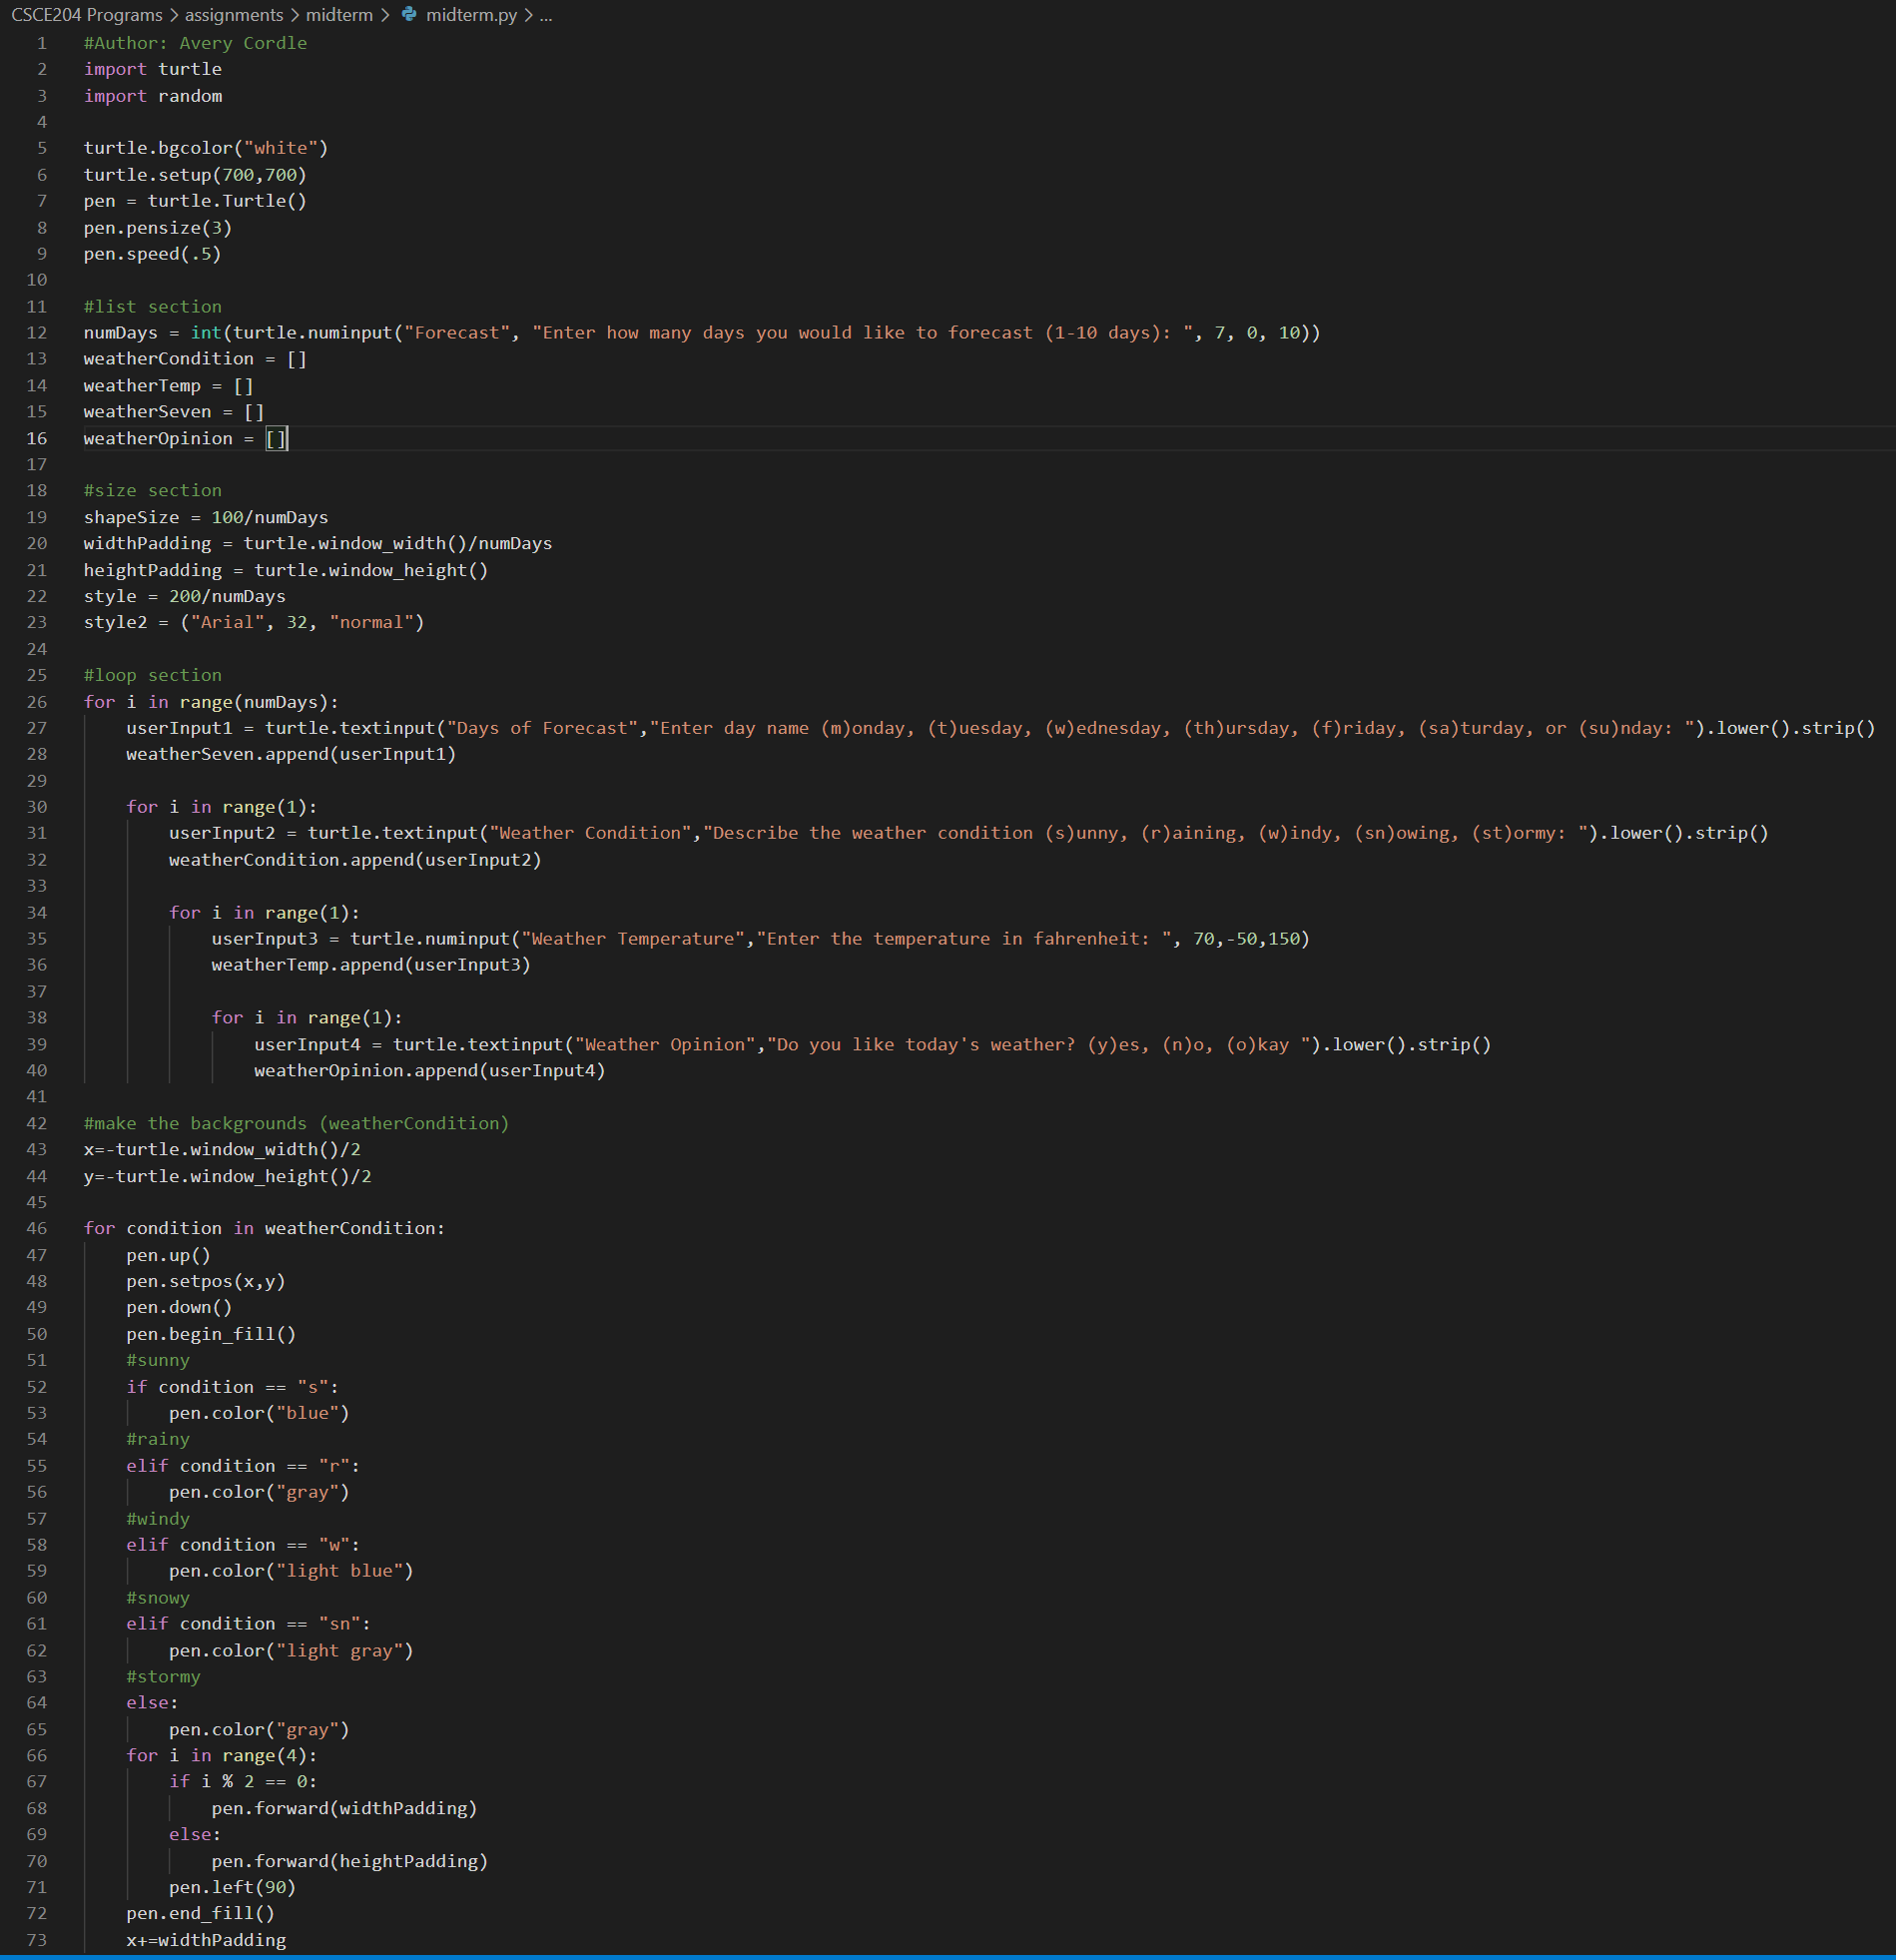 CSCE204 Programs > assignments > midterm > midterm.py > ...
1 #Author: Avery Cordle
2 import turtle
3 import random
4
5 turtle.bgcolor("white")
6 turtle.setup(700,700)
7 pen = turtle.Turtle()
8 pen.pensize(3)
9 pen.speed(.5)
10
11 #list section
12 numDays = int(turtle.numinput("Forecast", "Enter how many days you would like to forecast (1-10 days): ", 7, 0, 10))
13 weatherCondition = []
14 weatherTemp = []
15 weatherSeven = []
16 weatherOpinion = []
17
18 #size section
19 shapeSize = 100/numDays
20 widthPadding = turtle.window_width()/numDays
21 heightPadding = turtle.window_height()
22 style = 200/numDays
23 style2 = ("Arial", 32, "normal")
24
25 #loop section
26 for i in range(numDays):
27     userInput1 = turtle.textinput("Days of Forecast","Enter day name (m)onday, (t)uesday, (w)ednesday, (th)ursday, (f)riday, (sa)turday, or (su)nday: ").lower().strip()
28     weatherSeven.append(userInput1)
29
30     for i in range(1):
31         userInput2 = turtle.textinput("Weather Condition","Describe the weather condition (s)unny, (r)aining, (w)indy, (sn)owing, (st)ormy: ").lower().strip()
32         weatherCondition.append(userInput2)
33
34         for i in range(1):
35             userInput3 = turtle.numinput("Weather Temperature","Enter the temperature in fahrenheit: ", 70,-50,150)
36             weatherTemp.append(userInput3)
37
38             for i in range(1):
39                 userInput4 = turtle.textinput("Weather Opinion","Do you like today's weather? (y)es, (n)o, (o)kay ").lower().strip()
40                 weatherOpinion.append(userInput4)
41
42 #make the backgrounds (weatherCondition)
43 x=-turtle.window_width()/2
44 y=-turtle.window_height()/2
45
46 for condition in weatherCondition:
47     pen.up()
48     pen.setpos(x,y)
49     pen.down()
50     pen.begin_fill()
51     #sunny
52     if condition == "s":
53         pen.color("blue")
54     #rainy
55     elif condition == "r":
56         pen.color("gray")
57     #windy
58     elif condition == "w":
59         pen.color("light blue")
60     #snowy
61     elif condition == "sn":
62         pen.color("light gray")
63     #stormy
64     else:
65         pen.color("gray")
66     for i in range(4):
67         if i % 2 == 0:
68             pen.forward(widthPadding)
69         else:
70             pen.forward(heightPadding)
71         pen.left(90)
72     pen.end_fill()
73     x+=widthPadding